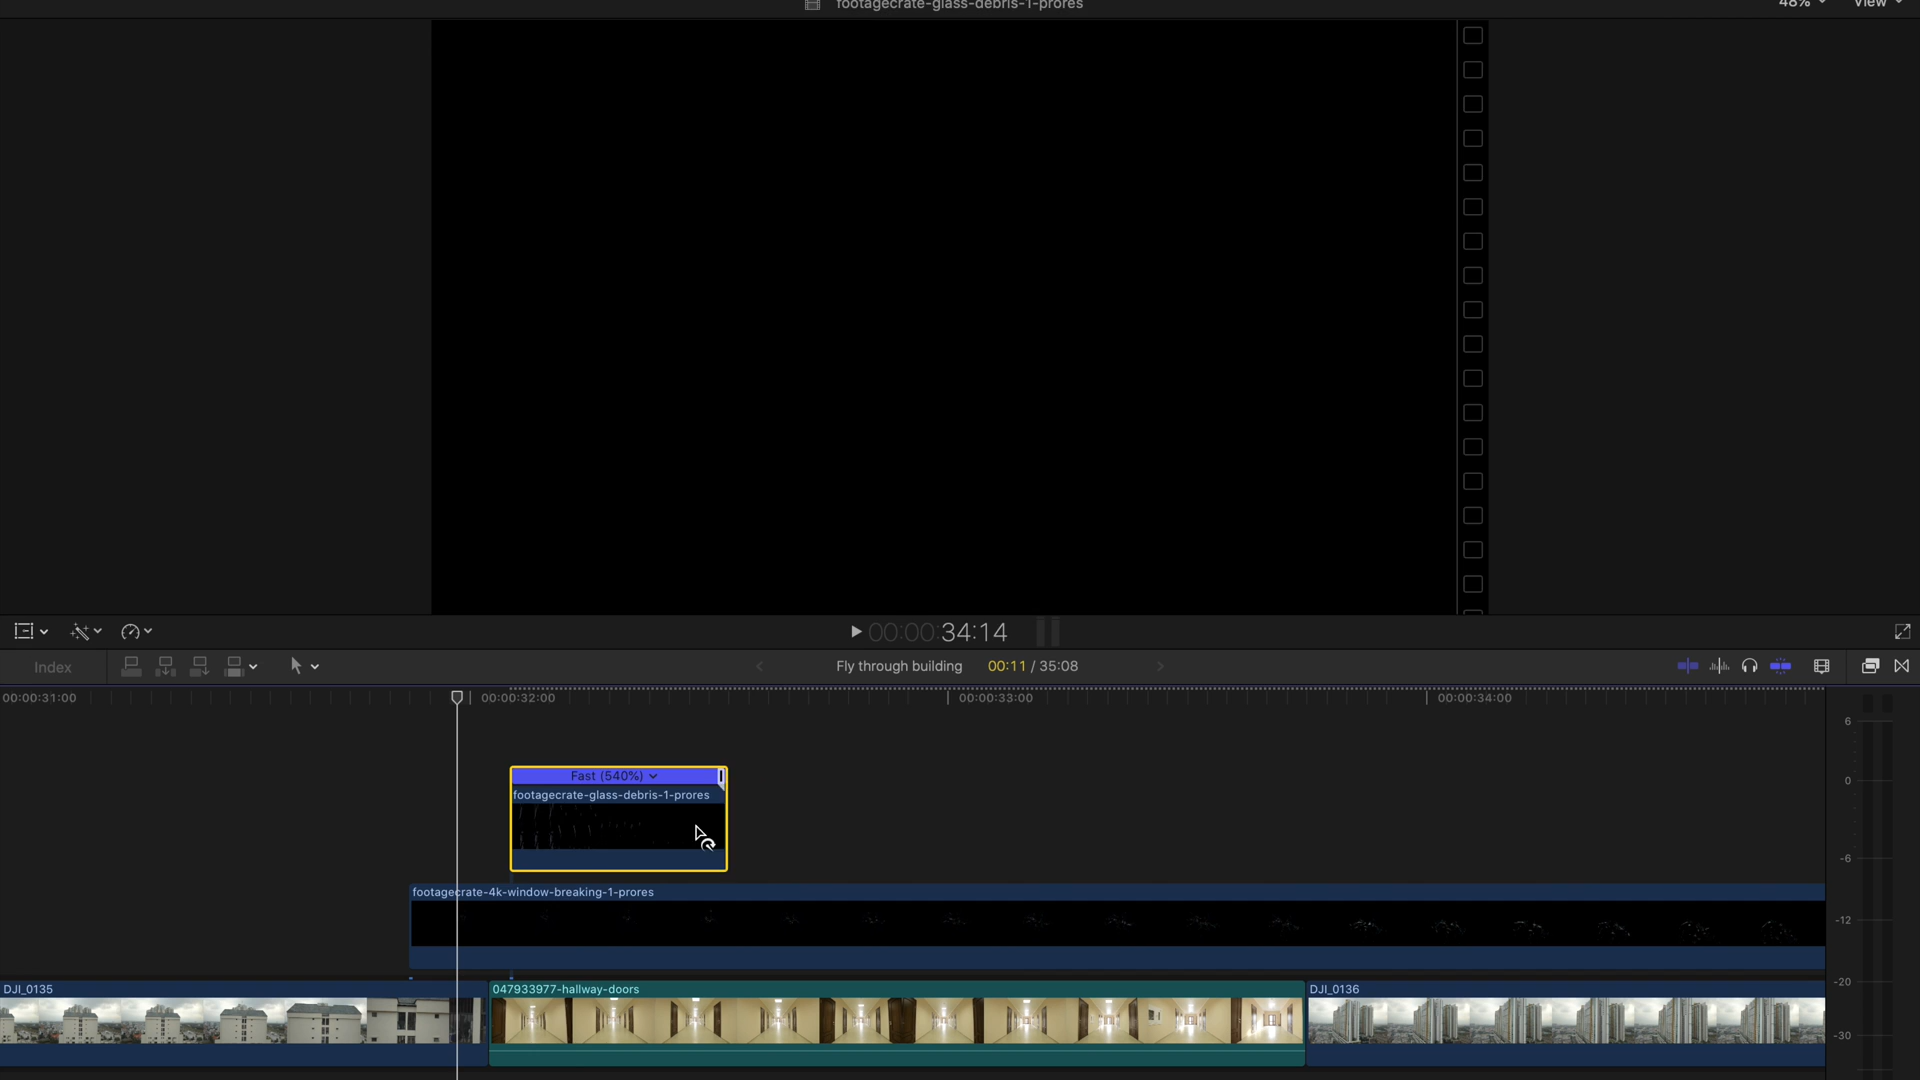 footagecrate-glass-debris-1-prores
48%
View
00:00:34:14
Index
Fly through building
00:11 / 35:08
00:00:31:00
00:00:32:00
00:00:33:00
00:00:34:00
6
0
-6
-12
-20
-30
Fast (540%)
footagecrate-glass-debris-1-prores
footagecrate-4k-window-breaking-1-prores
DJI_0135
047933977-hallway-doors
DJI_0136